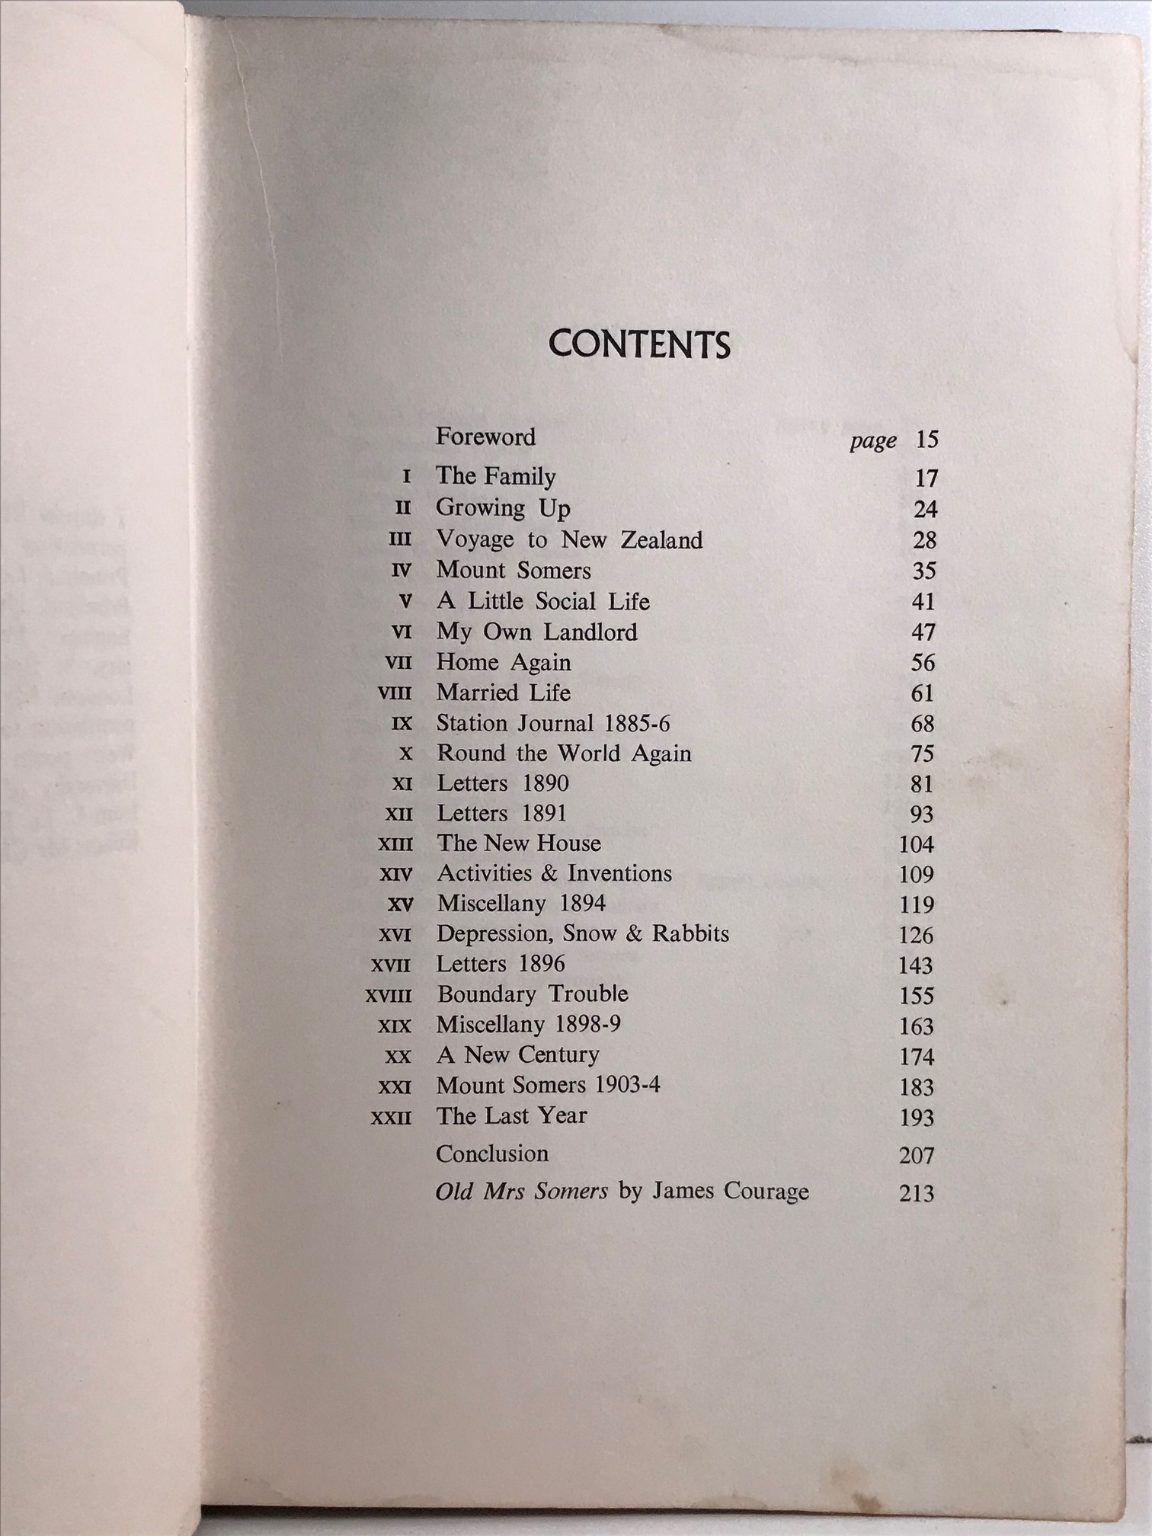 CONTENTS
Foreword page 15
I The Family 17
II Growing Up 24
III Voyage to New Zealand 28
IV Mount Somers 35
V A Little Social Life 41
VI My Own Landlord 47
VII Home Again 56
VIII Married Life 61
IX Station Journal 1885-6 68
X Round the World Again 75
XI Letters 1890 81
XII Letters 1891 93
XIII The New House 104
XIV Activities & Inventions 109
XV Miscellany 1894 119
XVI Depression, Snow & Rabbits 126
XVII Letters 1896 143
XVIII Boundary Trouble 155
XIX Miscellany 1898-9 163
XX A New Century 174
XXI Mount Somers 1903-4 183
XXII The Last Year 193
Conclusion 207
Old Mrs Somers by James Courage 213